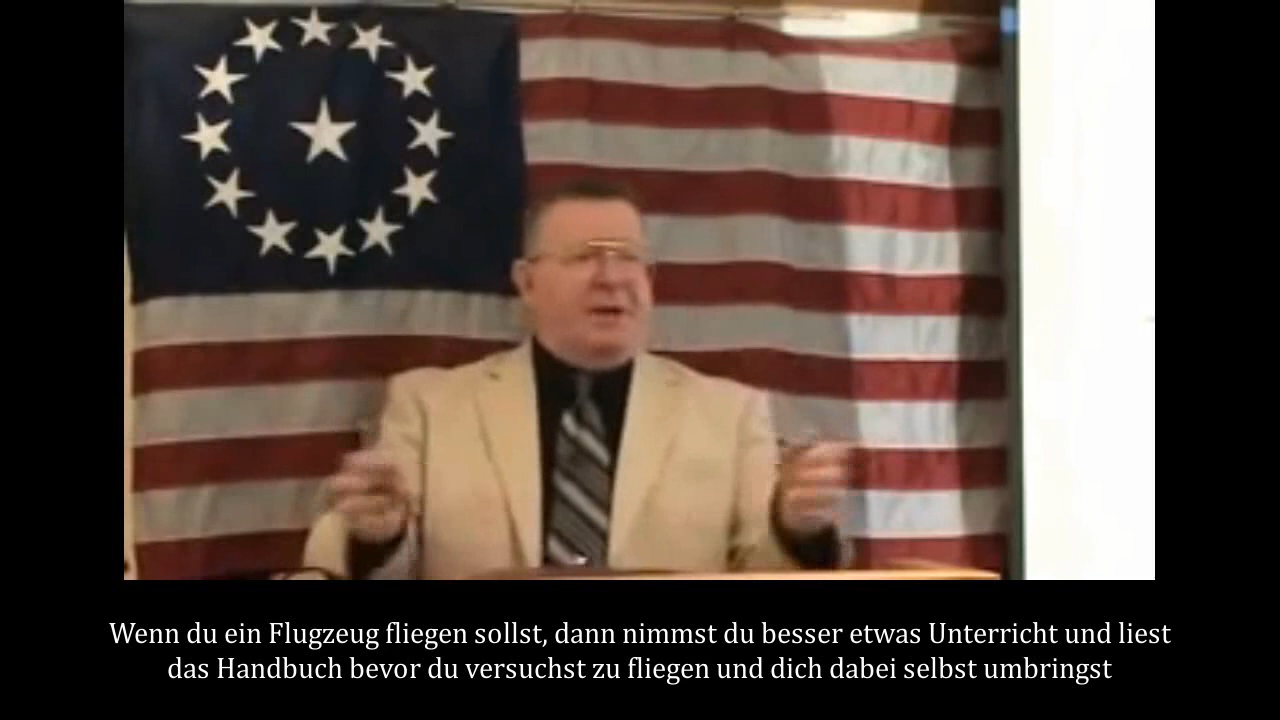 Wenn du ein Flugzeug fliegen sollst, dann nimmst du besser etwas Unterricht und liest
das Handbuch bevor du versuchst zu fliegen und dich dabei selbst umbringst